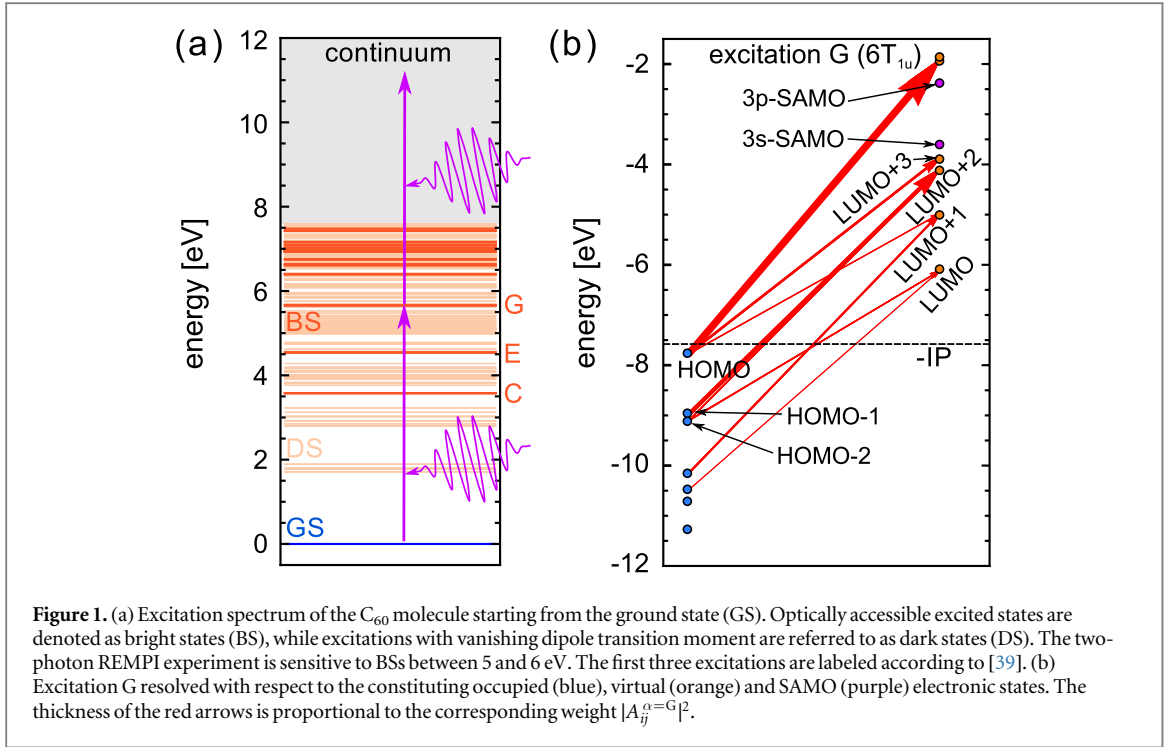 (a)
12
10
8
6
4
2
0
energy [eV]
continuum
G
BS
E
C
DS
GS
(b)
-2
-4
-6
-8
-10
-12
energy [eV]
excitation G (6T1u)
3p-SAMO
3s-SAMO
LUMO+3
LUMO+2
LUMO+1
LUMO
-IP
HOMO
HOMO-1
HOMO-2
Figure 1. (a) Excitation spectrum of the C60 molecule starting from the ground state (GS). Optically accessible excited states are
denoted as bright states (BS), while excitations with vanishing dipole transition moment are referred to as dark states (DS). The two-
photon REMPI experiment is sensitive to BSs between 5 and 6 eV. The first three excitations are labeled according to [39]. (b)
Excitation G resolved with respect to the constituting occupied (blue), virtual (orange) and SAMO (purple) electronic states. The
thickness of the red arrows is proportional to the corresponding weight |A_{ij}^{α=G}|².